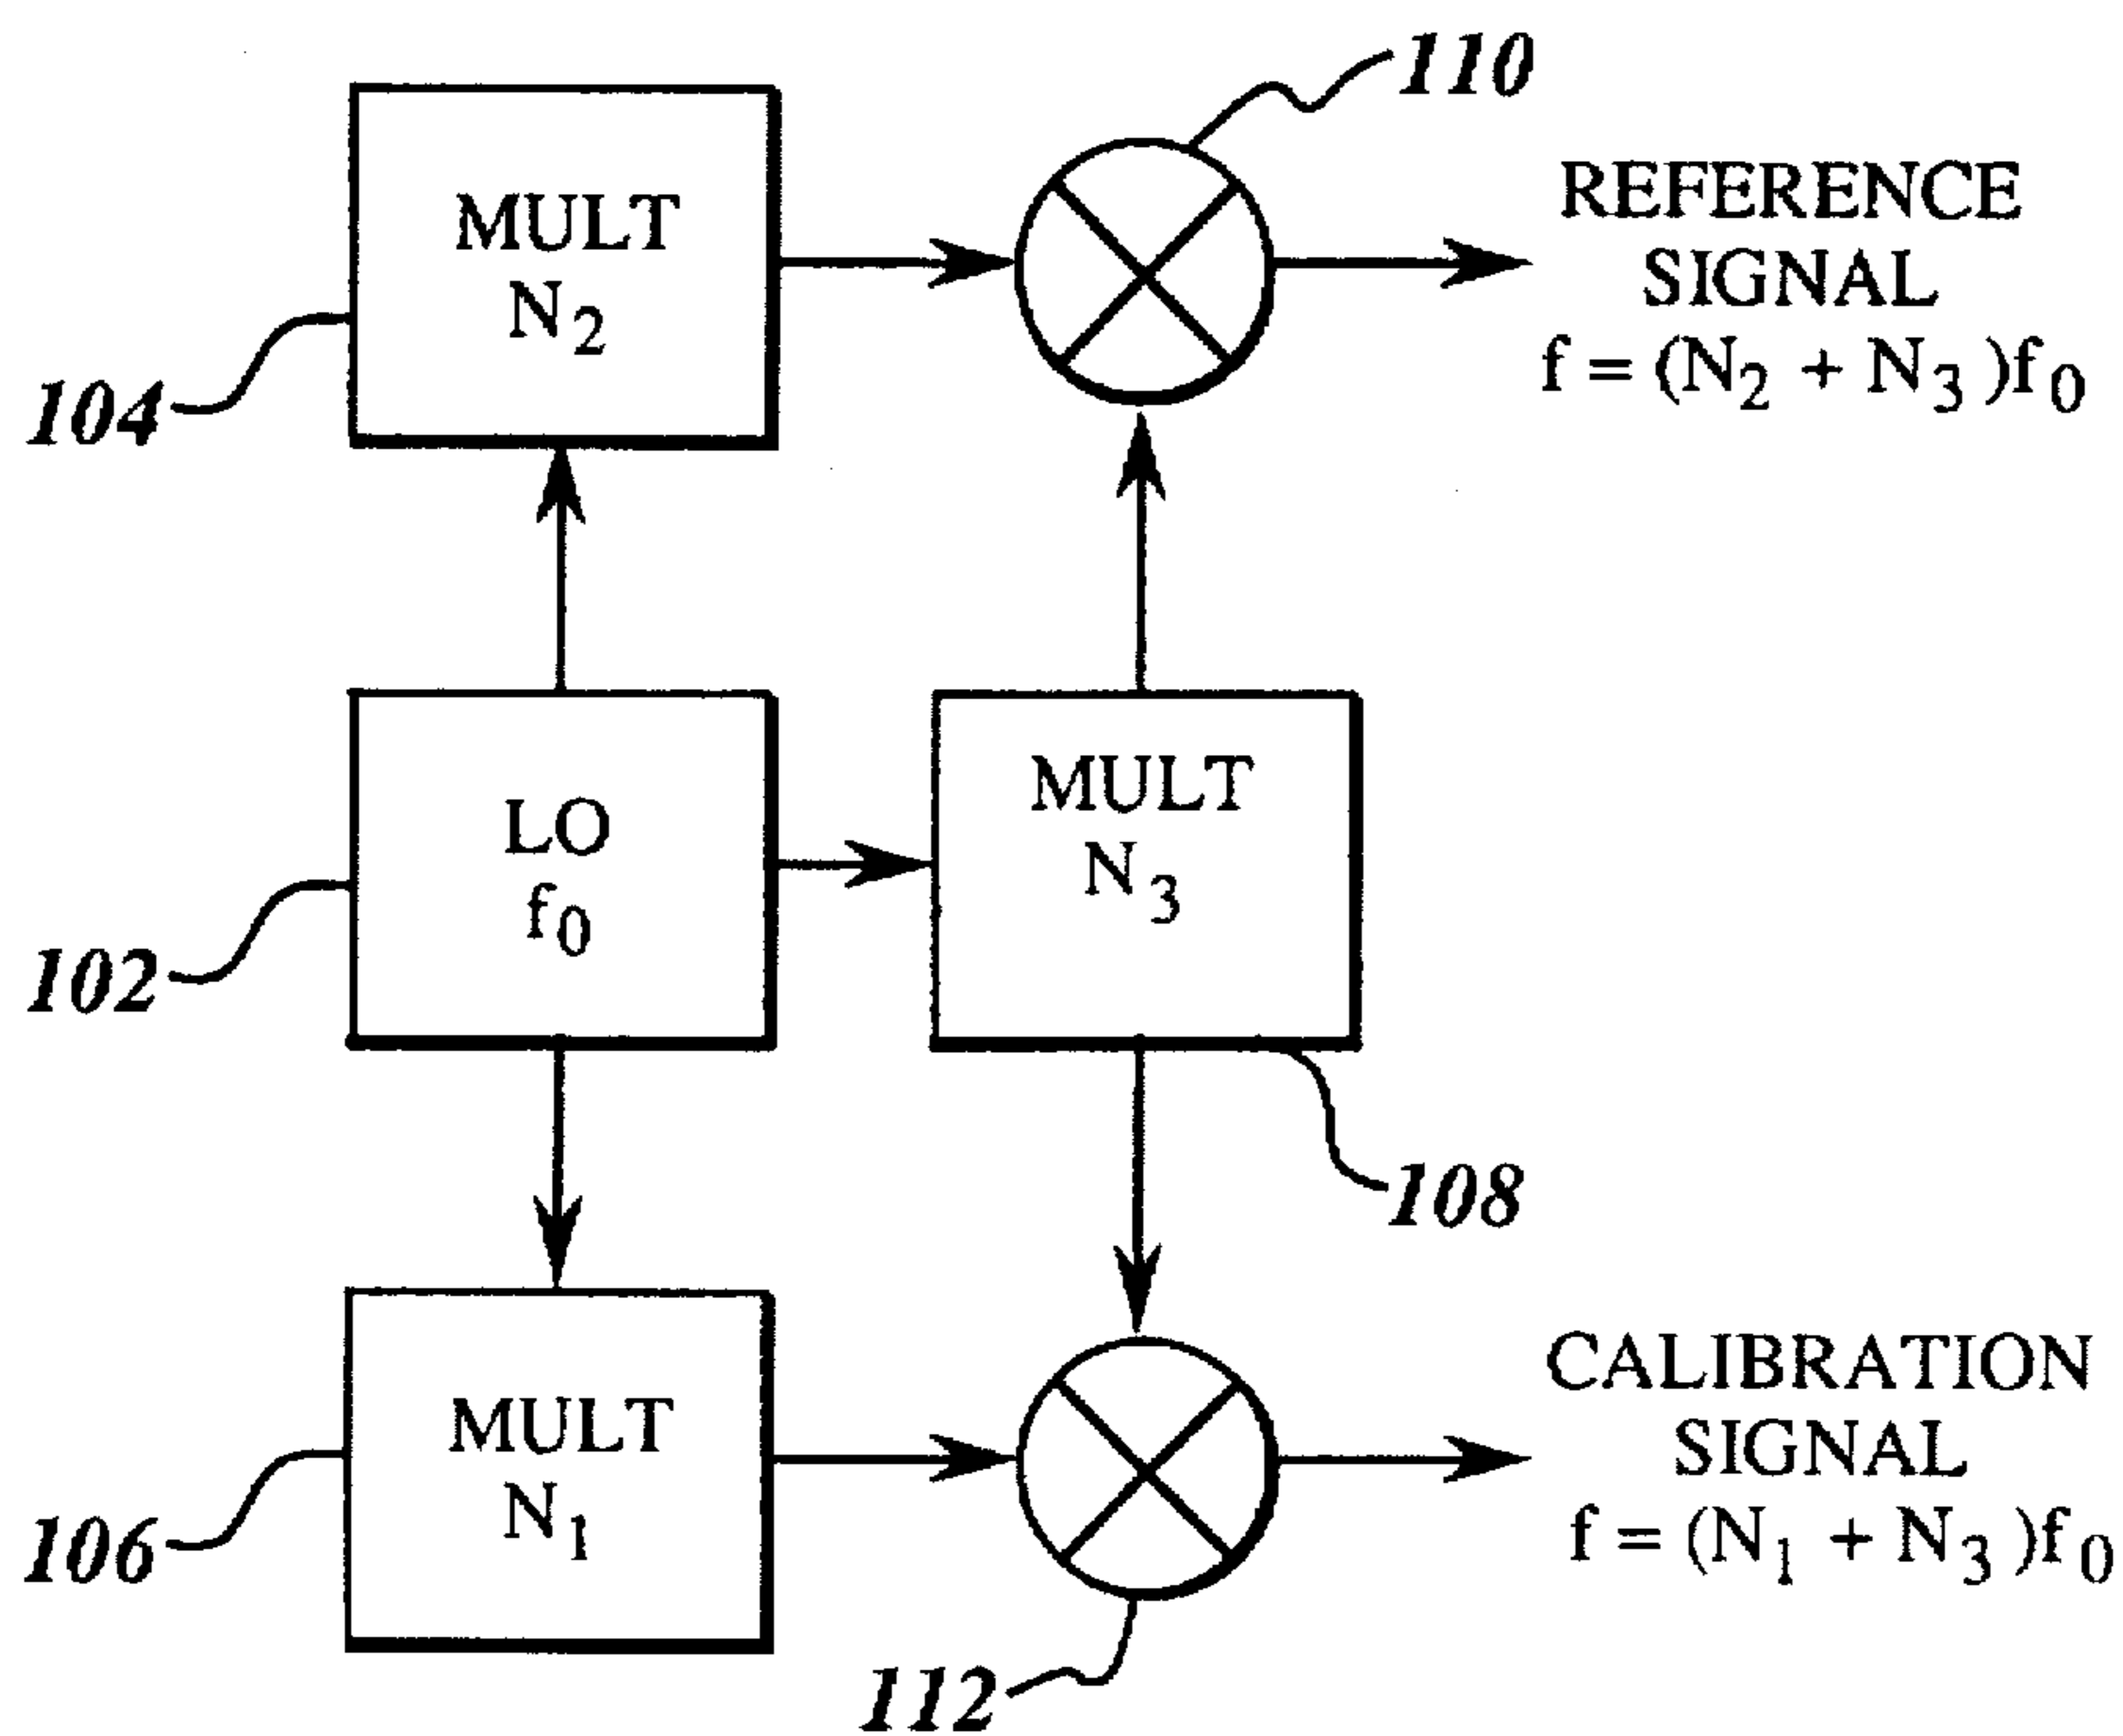 110
MULT
N₂
REFERENCE
SIGNAL
f = (N₂ + N₃)f₀
104
LO
f₀
MULT
N₃
102
108
MULT
N₁
CALIBRATION
SIGNAL
f = (N₁ + N₃)f₀
106
112